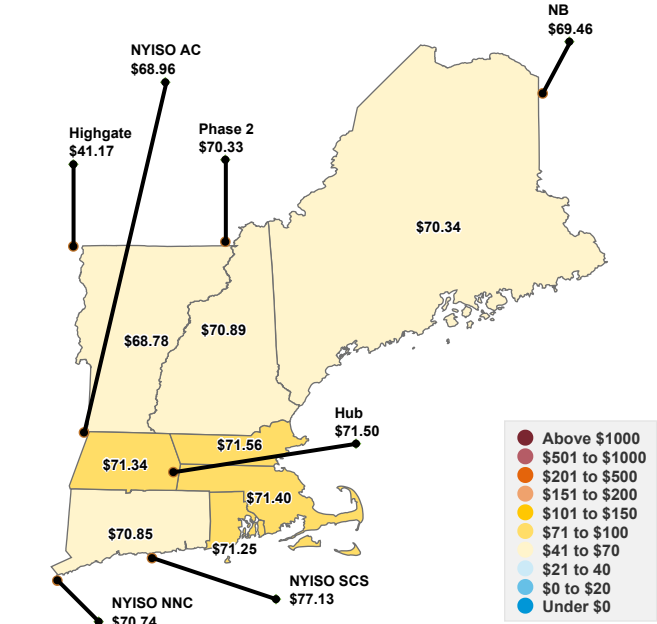 NB
$69.46
NYISO AC
$68.96
Highgate
$41.17
Phase 2
$70.33
$70.34
$68.78
$70.89
Hub
$71.50
$71.56
$71.34
$71.40
$70.85
$71.25
NYISO SCS
$77.13
NYISO NNC
$70.74
Above $1000
$501 to $1000
$201 to $500
$151 to $200
$101 to $150
$71 to $100
$41 to $70
$21 to 40
$0 to $20
Under $0